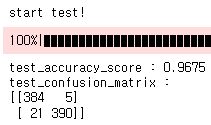 start test!
100%|██████████████████████
test_accuracy_score : 0.9675
test_confusion_matrix :
[[384   5]
 [ 21 390]]